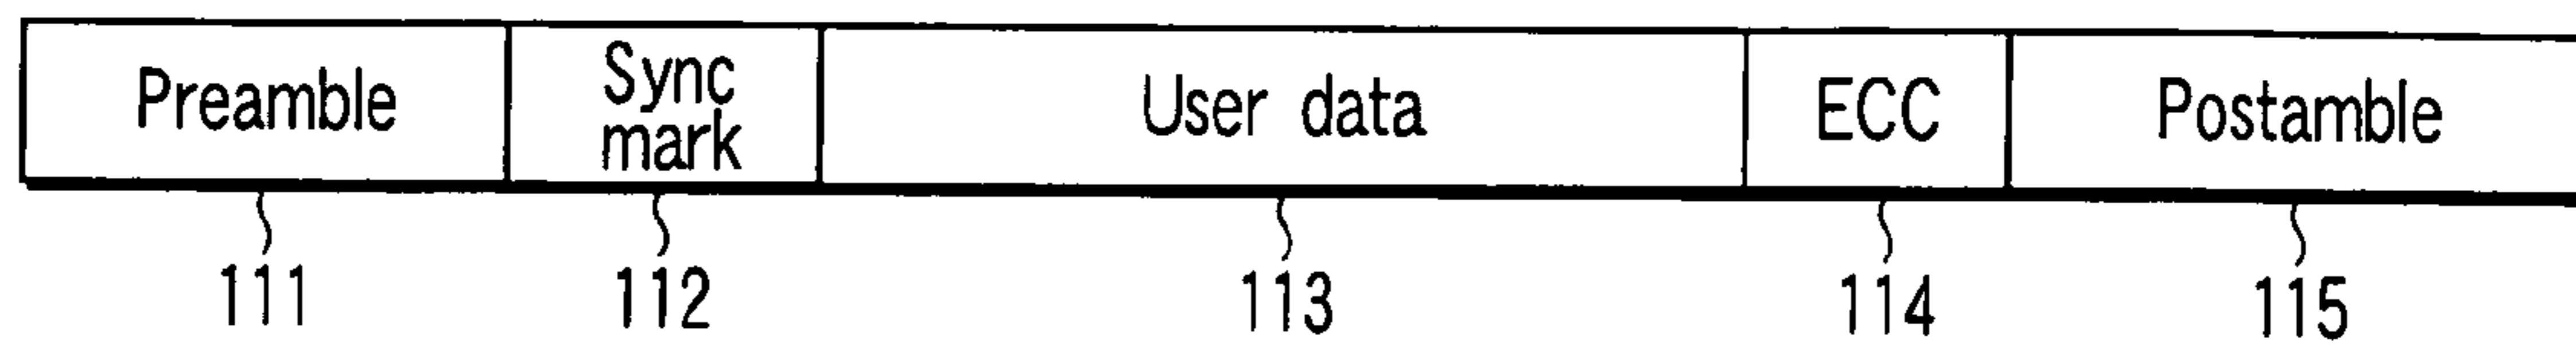 Preamble
Sync
mark
User data
ECC
Postamble
111
112
113
114
115